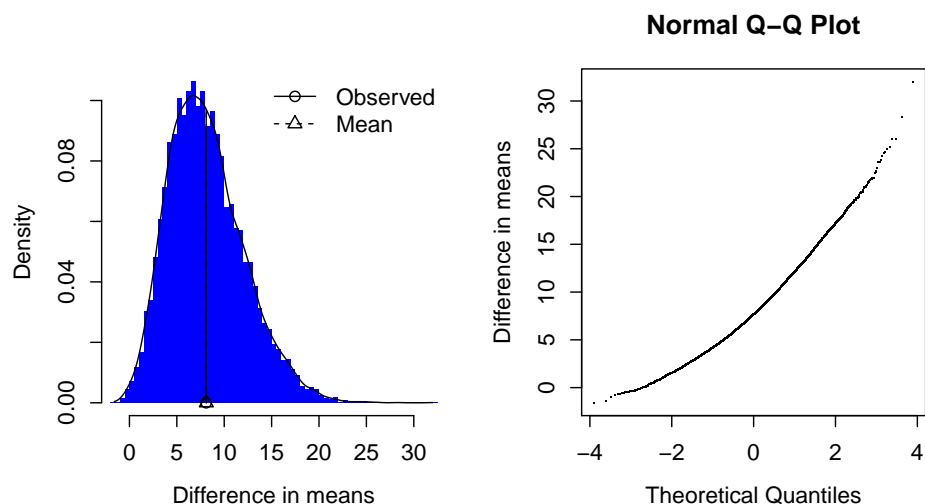 Normal Q−Q Plot
Observed
Mean
Density
0.00
0.04
0.08
0 5 10 15 20 25 30
Difference in means
Difference in means
0 5 10 15 20 25 30
−4 −2 0 2 4
Theoretical Quantiles